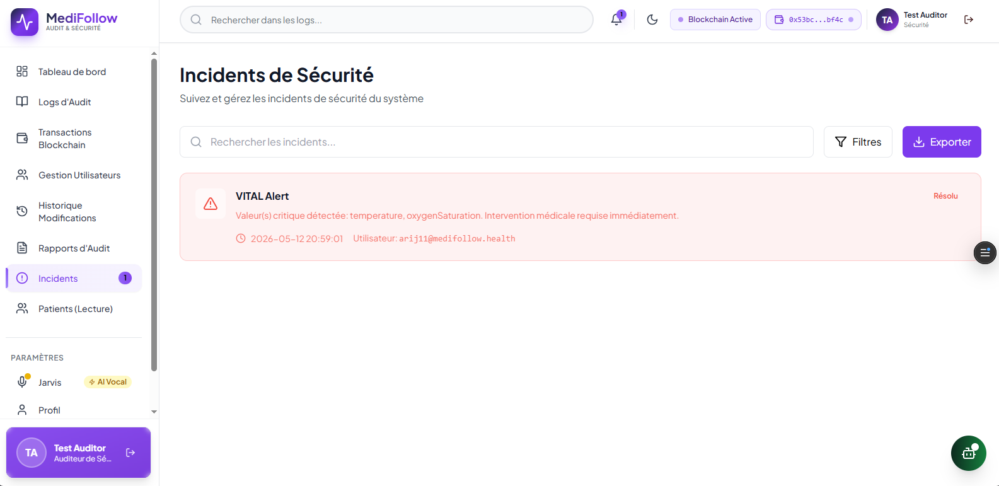 MediFollow
AUDIT & SÉCURITÉ
Rechercher dans les logs...
1
Blockchain Active
0x53bc...bf4c
TA
Test Auditor
Sécurité
Tableau de bord
Logs d'Audit
Transactions
Blockchain
Gestion Utilisateurs
Historique
Modifications
Rapports d'Audit
Incidents
1
Patients (Lecture)
PARAMÈTRES
Jarvis
AI Vocal
Profil
TA
Test Auditor
Auditeur de Sé...
Incidents de Sécurité
Suivez et gérez les incidents de sécurité du système
Rechercher les incidents...
Filtres
Exporter
VITAL Alert
Résolu
Valeur(s) critique détectée: temperature, oxygenSaturation. Intervention médicale requise immédiatement.
2026-05-12 20:59:01
Utilisateur: arij11@medifollow.health